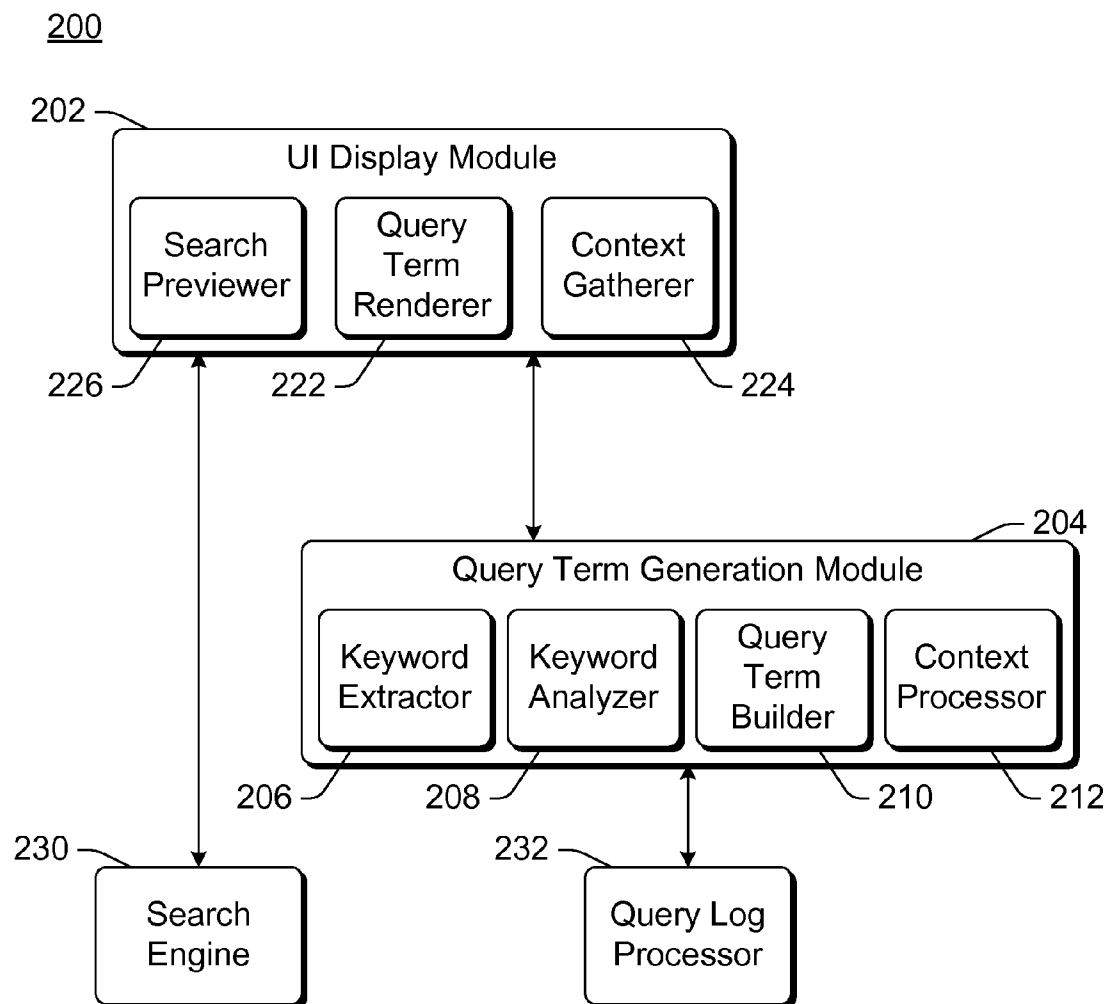 200
202
UI Display Module
Search
Previewer
Query
Term
Renderer
Context
Gatherer
226
222
224
204
Query Term Generation Module
Keyword
Extractor
Keyword
Analyzer
Query
Term
Builder
Context
Processor
206
208
210
212
230
Search
Engine
232
Query Log
Processor